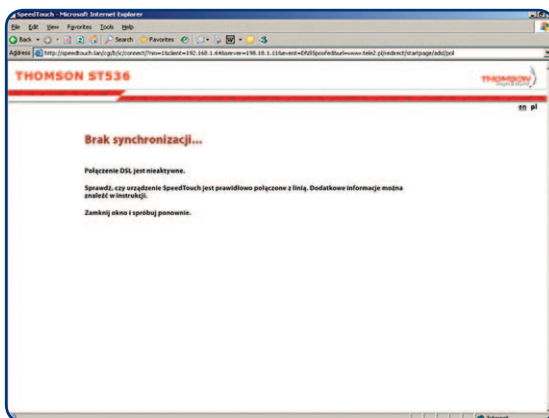 SpeedTouch - Microsoft Internet Explorer
File Edit View Favorites Tools Help
Back Search Favorites
Address
THOMSON ST536
THOMSON
en pl
Brak synchronizacji...
Połączenie DSL jest nieaktywne.
Sprawdź, czy urządzenie SpeedTouch jest prawidłowo połączone z linią. Dodatkowe informacje można
znaleźć w instrukcji.
Zamknij okno i spróbuj ponownie.
Internet